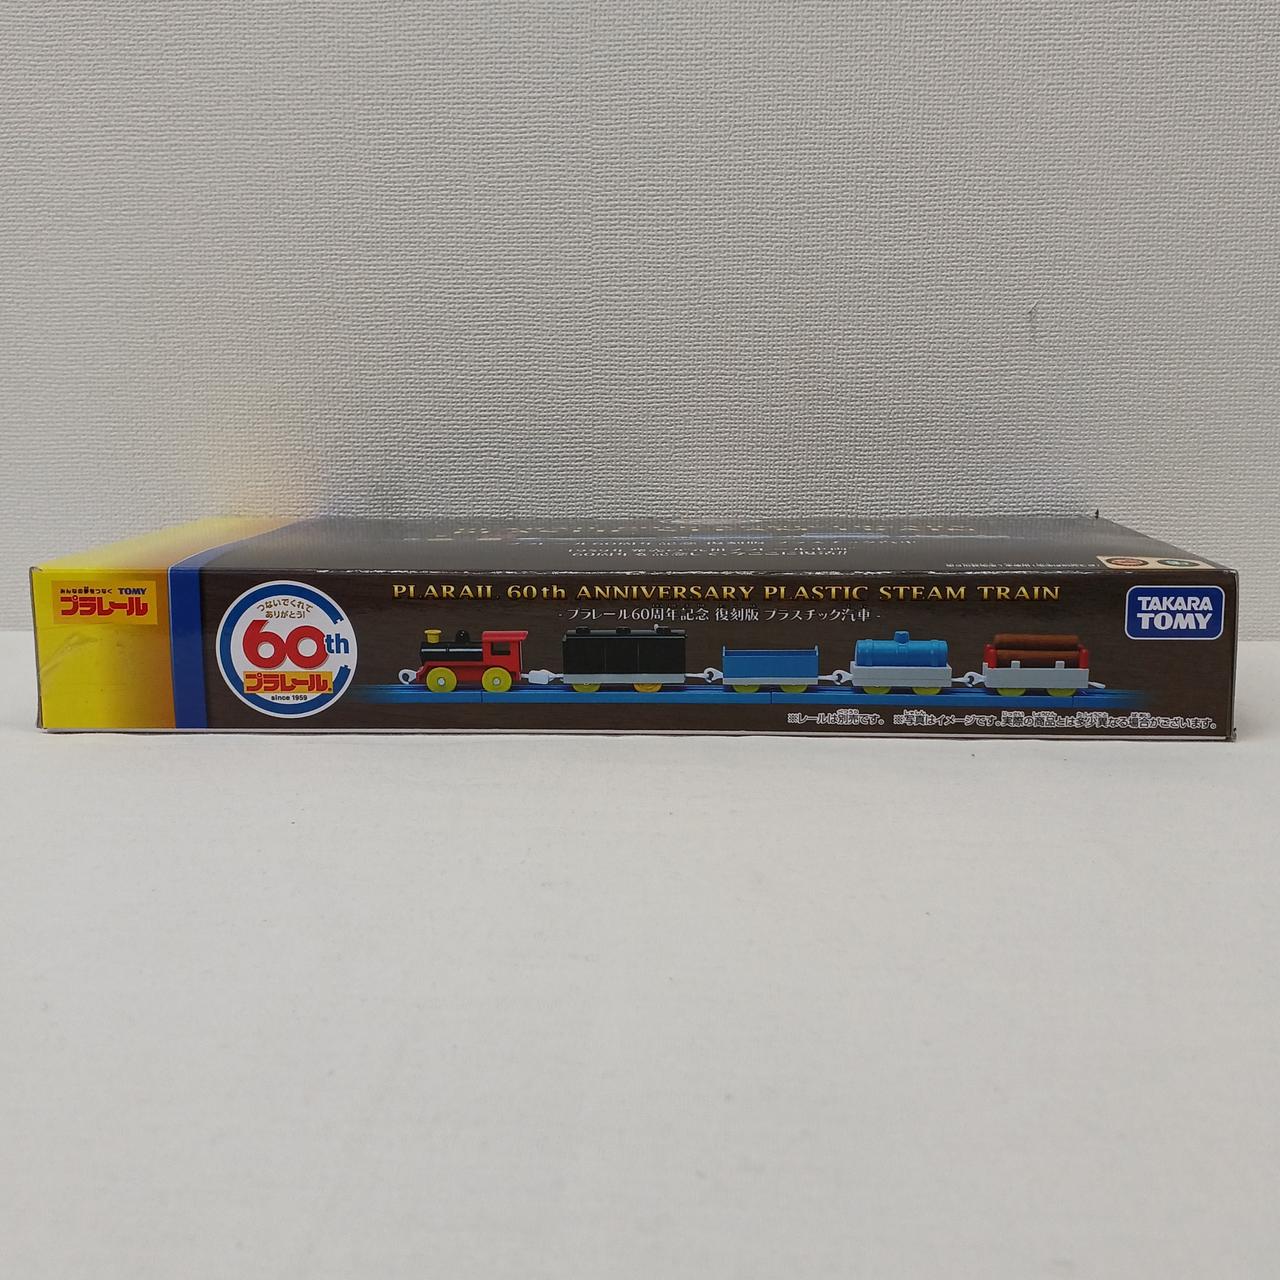 みんなの夢をつなぐ TOMY
プラレール
つないでくれて
ありがとう!
60th
プラレール®
since 1959
PLARAIL 60th ANNIVERSARY PLASTIC STEAM TRAIN
- プラレール60周年記念 復刻版 プラスチック汽車 -
TAKARA
TOMY
※レールは別売です。 ※写真はイメージです。実際の商品とは多少異なる場合がございます。